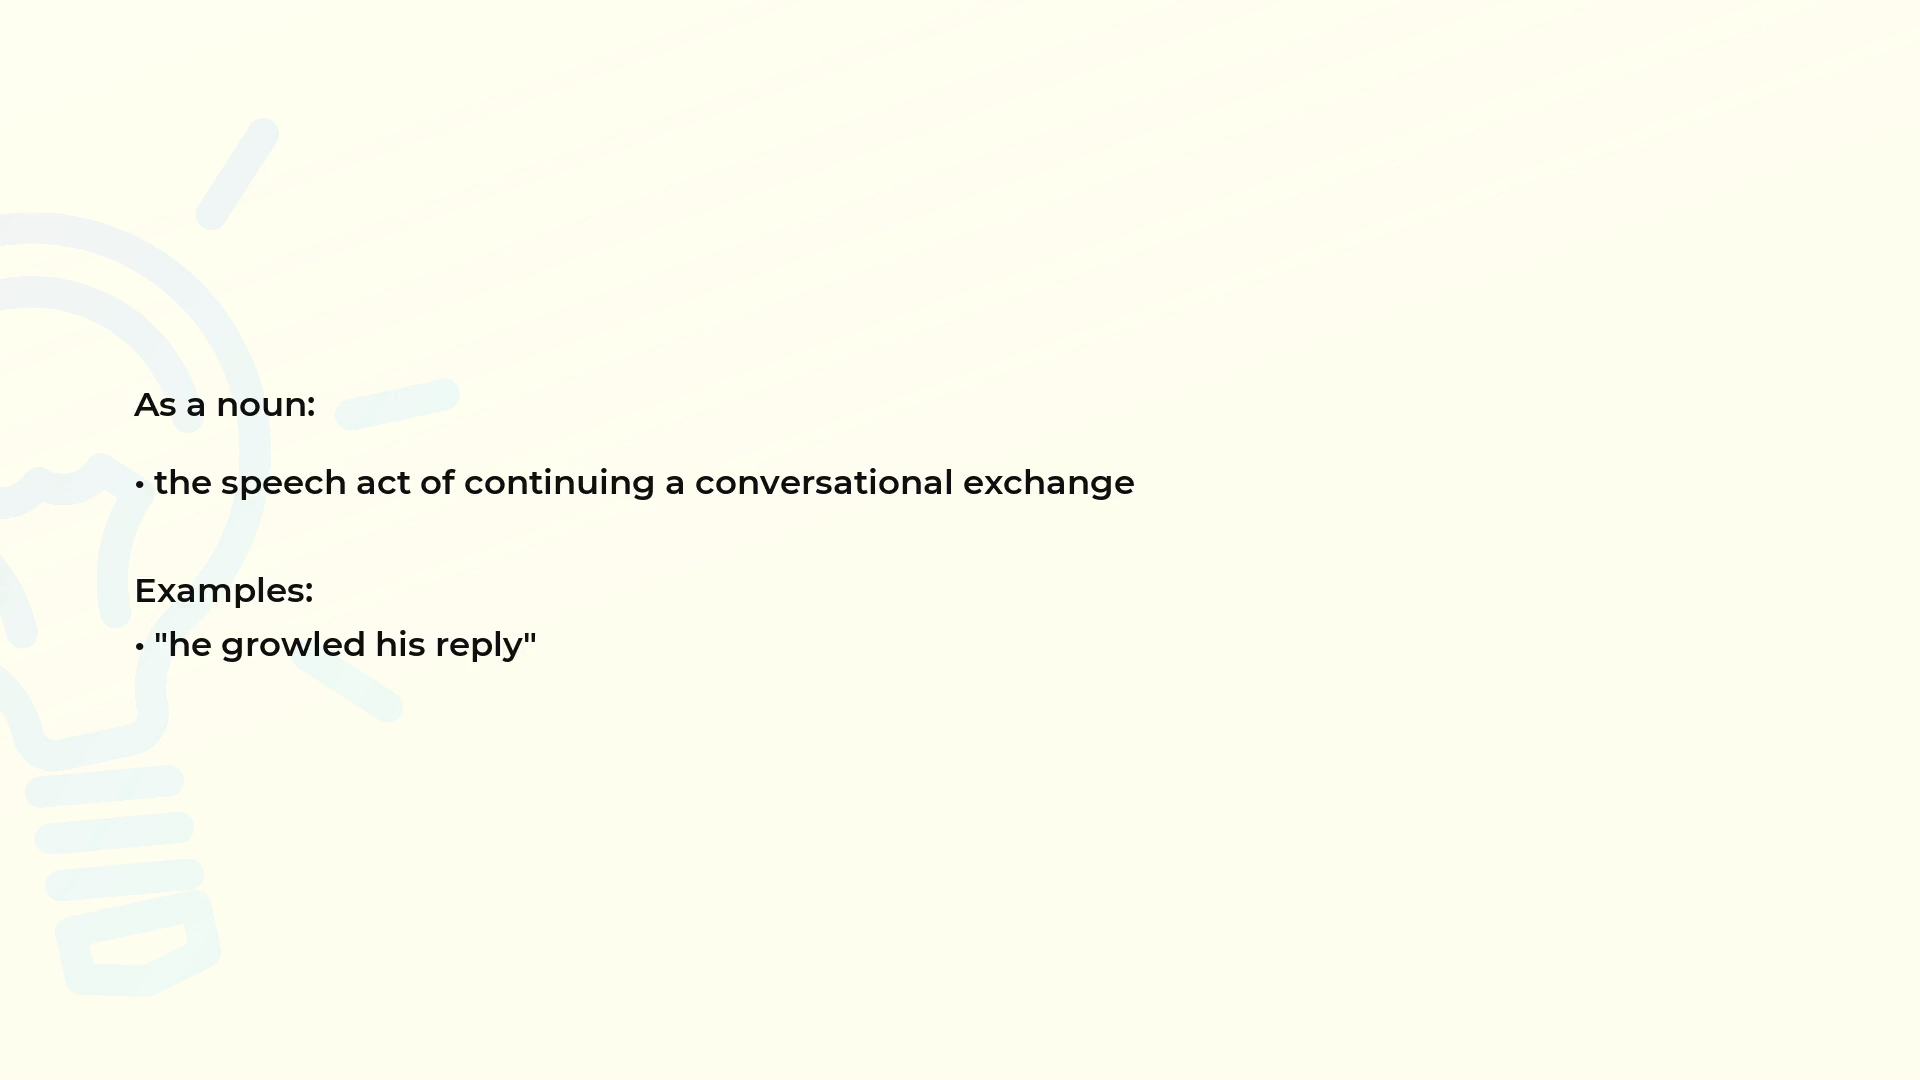 As a noun:
• the speech act of continuing a conversational exchange
Examples:
• "he growled his reply"